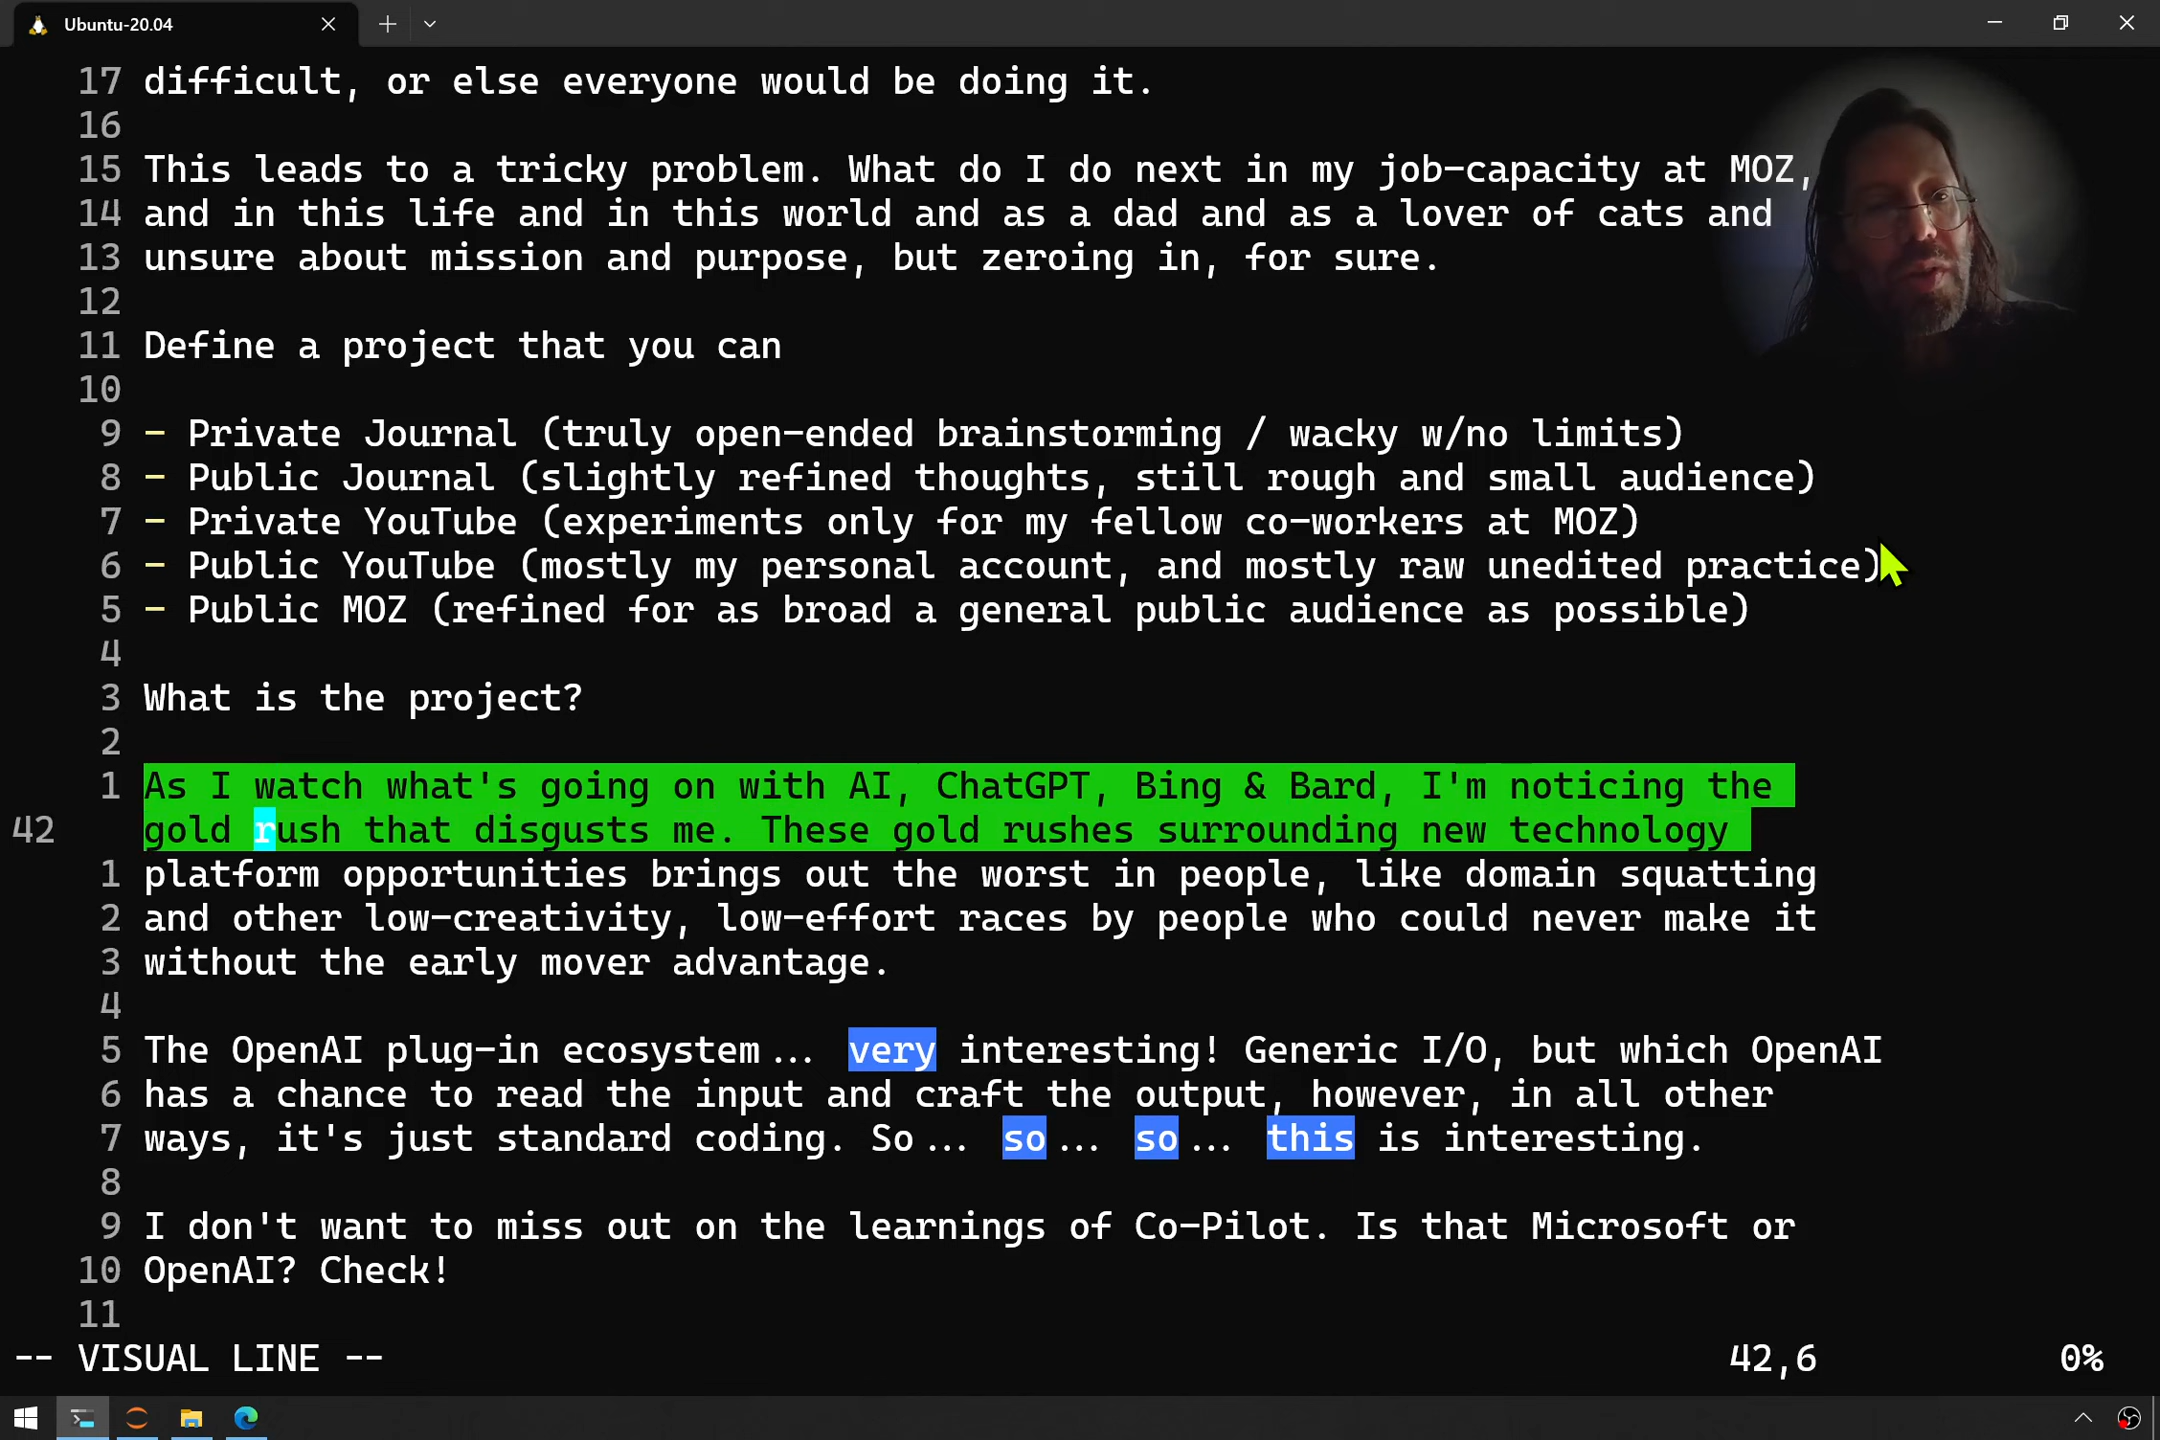 Ubuntu-20.04
17 difficult, or else everyone would be doing it.
16
15 This leads to a tricky problem. What do I do next in my job-capacity at MOZ,
14 and in this life and in this world and as a dad and as a lover of cats and
13 unsure about mission and purpose, but zeroing in, for sure.
12
11 Define a project that you can
10
9 - Private Journal (truly open-ended brainstorming / wacky w/no limits)
8 - Public Journal (slightly refined thoughts, still rough and small audience)
7 - Private YouTube (experiments only for my fellow co-workers at MOZ)
6 - Public YouTube (mostly my personal account, and mostly raw unedited practice)
5 - Public MOZ (refined for as broad a general public audience as possible)
4
3 What is the project?
2
1 As I watch what's going on with AI, ChatGPT, Bing & Bard, I'm noticing the
42 gold rush that disgusts me. These gold rushes surrounding new technology
1 platform opportunities brings out the worst in people, like domain squatting
2 and other low-creativity, low-effort races by people who could never make it
3 without the early mover advantage.
4
5 The OpenAI plug-in ecosystem... very interesting! Generic I/O, but which OpenAI
6 has a chance to read the input and craft the output, however, in all other
7 ways, it's just standard coding. So... so... so... this is interesting.
8
9 I don't want to miss out on the learnings of Co-Pilot. Is that Microsoft or
10 OpenAI? Check!
11
-- VISUAL LINE -- 42,6 0%